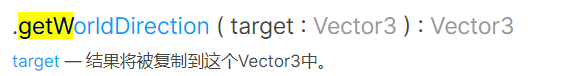 .getWorldDirection ( target : Vector3 ) : Vector3
target — 结果将被复制到这个Vector3中。